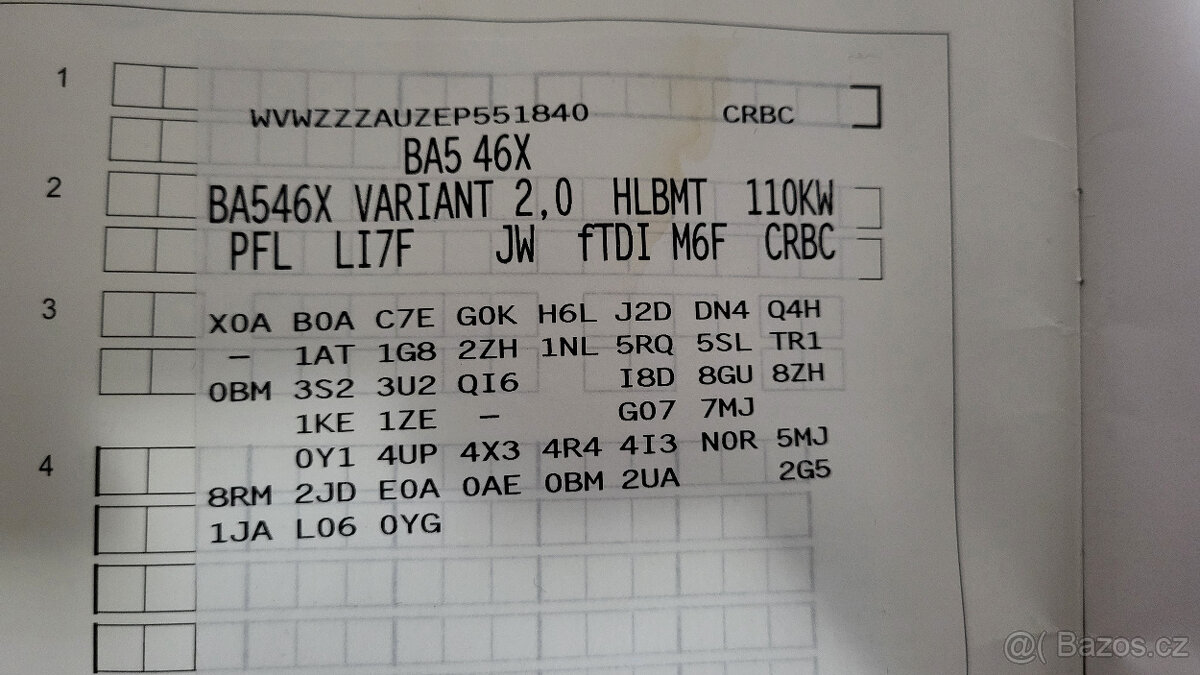 1
WVWZZZAUZEP551840 CRBC
BA5 46X
2
BA546X VARIANT 2,0 HLBMT 110KW
PFL LI7F JW fTDI M6F CRBC
3
X0A B0A C7E G0K H6L J2D DN4 Q4H
– 1AT 1G8 2ZH 1NL 5RQ 5SL TR1
0BM 3S2 3U2 QI6 I8D 8GU 8ZH
1KE 1ZE – G07 7MJ
4
0Y1 4UP 4X3 4R4 4I3 N0R 5MJ
8RM 2JD E0A 0AE 0BM 2UA 2G5
1JA L06 0YG
@( Bazos.cz